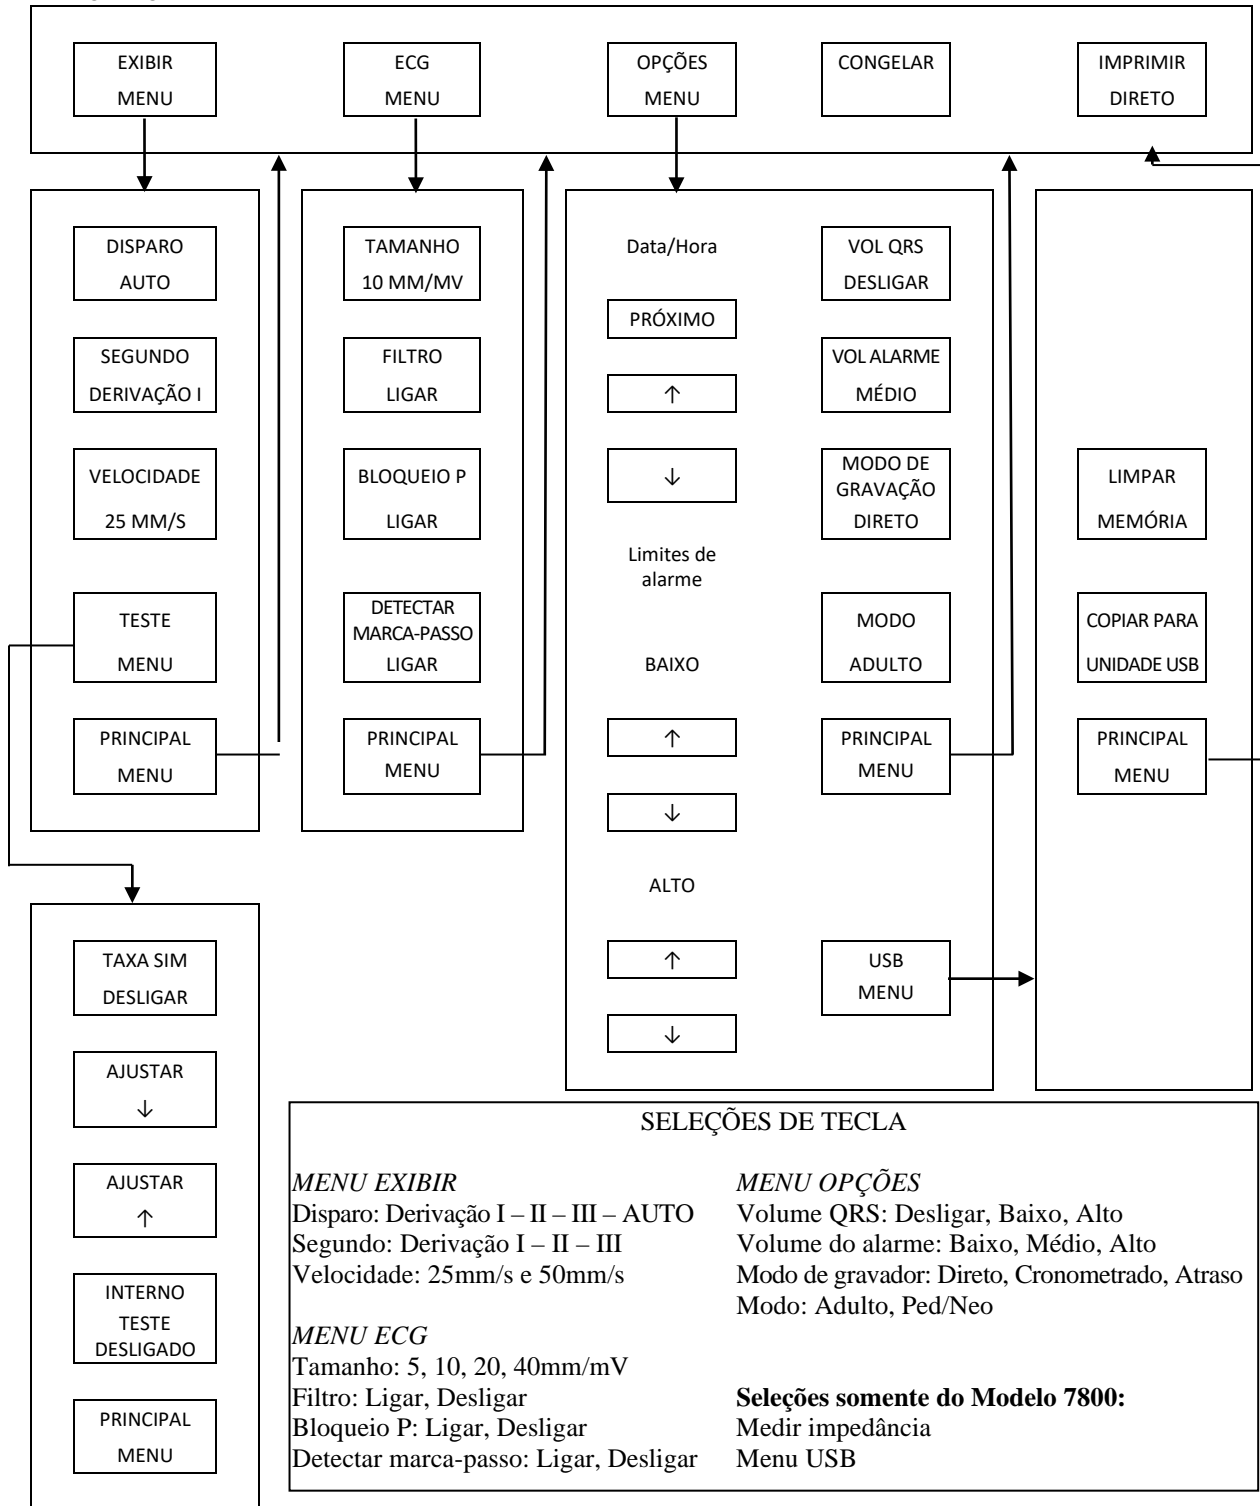 EXIBIR
MENU
ECG
MENU
OPÇÕES
MENU
CONGELAR
IMPRIMIR
DIRETO
DISPARO
AUTO
SEGUNDO
DERIVAÇÃO I
VELOCIDADE
25 MM/S
TESTE
MENU
PRINCIPAL
MENU
TAMANHO
10 MM/MV
FILTRO
LIGAR
BLOQUEIO P
LIGAR
DETECTAR
MARCA-PASSO
LIGAR
PRINCIPAL
MENU
Data/Hora
PRÓXIMO
↑
↓
Limites de
alarme
BAIXO
↑
↓
ALTO
↑
↓
VOL QRS
DESLIGAR
VOL ALARME
MÉDIO
MODO DE
GRAVAÇÃO
DIRETO
MODO
ADULTO
PRINCIPAL
MENU
USB
MENU
LIMPAR
MEMÓRIA
COPIAR PARA
UNIDADE USB
PRINCIPAL
MENU
TAXA SIM
DESLIGAR
AJUSTAR
↓
AJUSTAR
↑
INTERNO
TESTE
DESLIGADO
PRINCIPAL
MENU
SELEÇÕES DE TECLA
MENU EXIBIR
Disparo: Derivação I – II – III – AUTO
Segundo: Derivação I – II – III
Velocidade: 25mm/s e 50mm/s
MENU ECG
Tamanho: 5, 10, 20, 40mm/mV
Filtro: Ligar, Desligar
Bloqueio P: Ligar, Desligar
Detectar marca-passo: Ligar, Desligar
MENU OPÇÕES
Volume QRS: Desligar, Baixo, Alto
Volume do alarme: Baixo, Médio, Alto
Modo de gravador: Direto, Cronometrado, Atraso
Modo: Adulto, Ped/Neo
Seleções somente do Modelo 7800:
Medir impedância
Menu USB